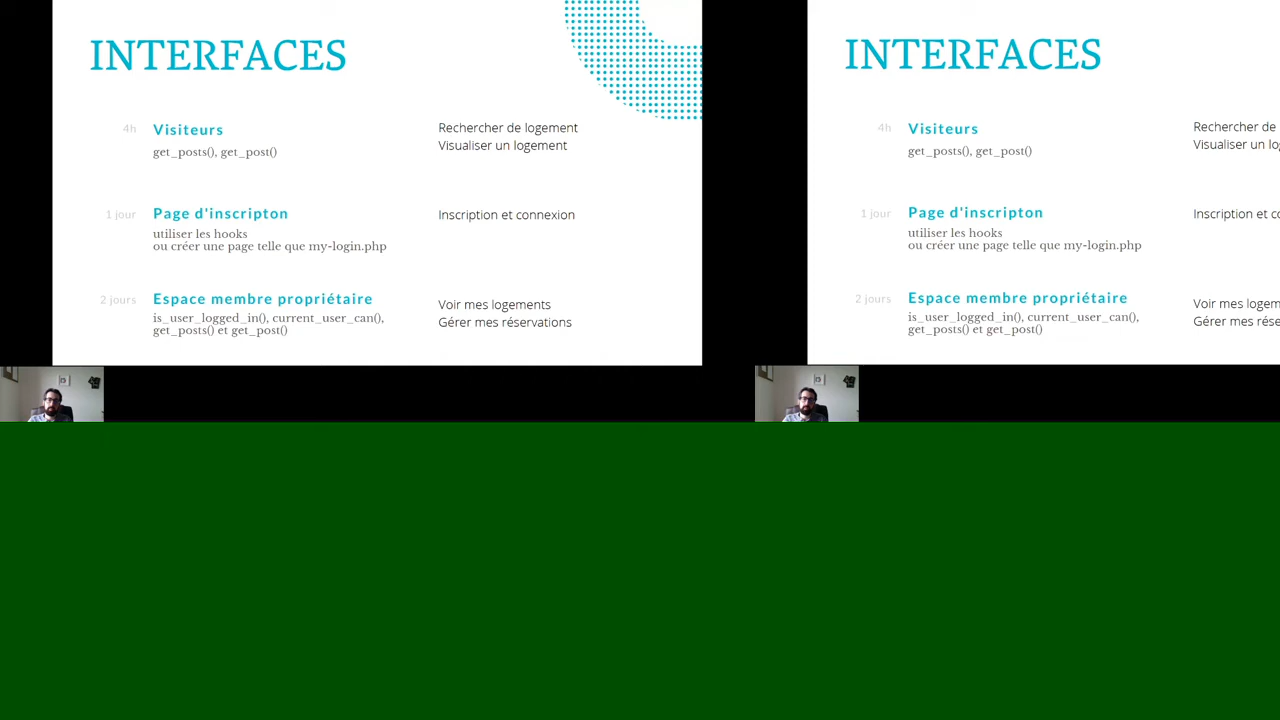 INTERFACES
4h
Visiteurs
get_posts(), get_post()
Rechercher de logement
Visualiser un logement
1 jour
Page d'inscripton
utiliser les hooks
ou créer une page telle que my-login.php
Inscription et connexion
2 jours
Espace membre propriétaire
is_user_logged_in(), current_user_can(),
get_posts() et get_post()
Voir mes logements
Gérer mes réservations
INTERFACES
4h
Visiteurs
get_posts(), get_post()
Rechercher de
Visualiser un
1 jour
Page d'inscripton
utiliser les hooks
ou créer une page telle que my-login.php
Inscription et
2 jours
Espace membre propriétaire
is_user_logged_in(), current_user_can(),
get_posts() et get_post()
Voir mes
Gérer mes